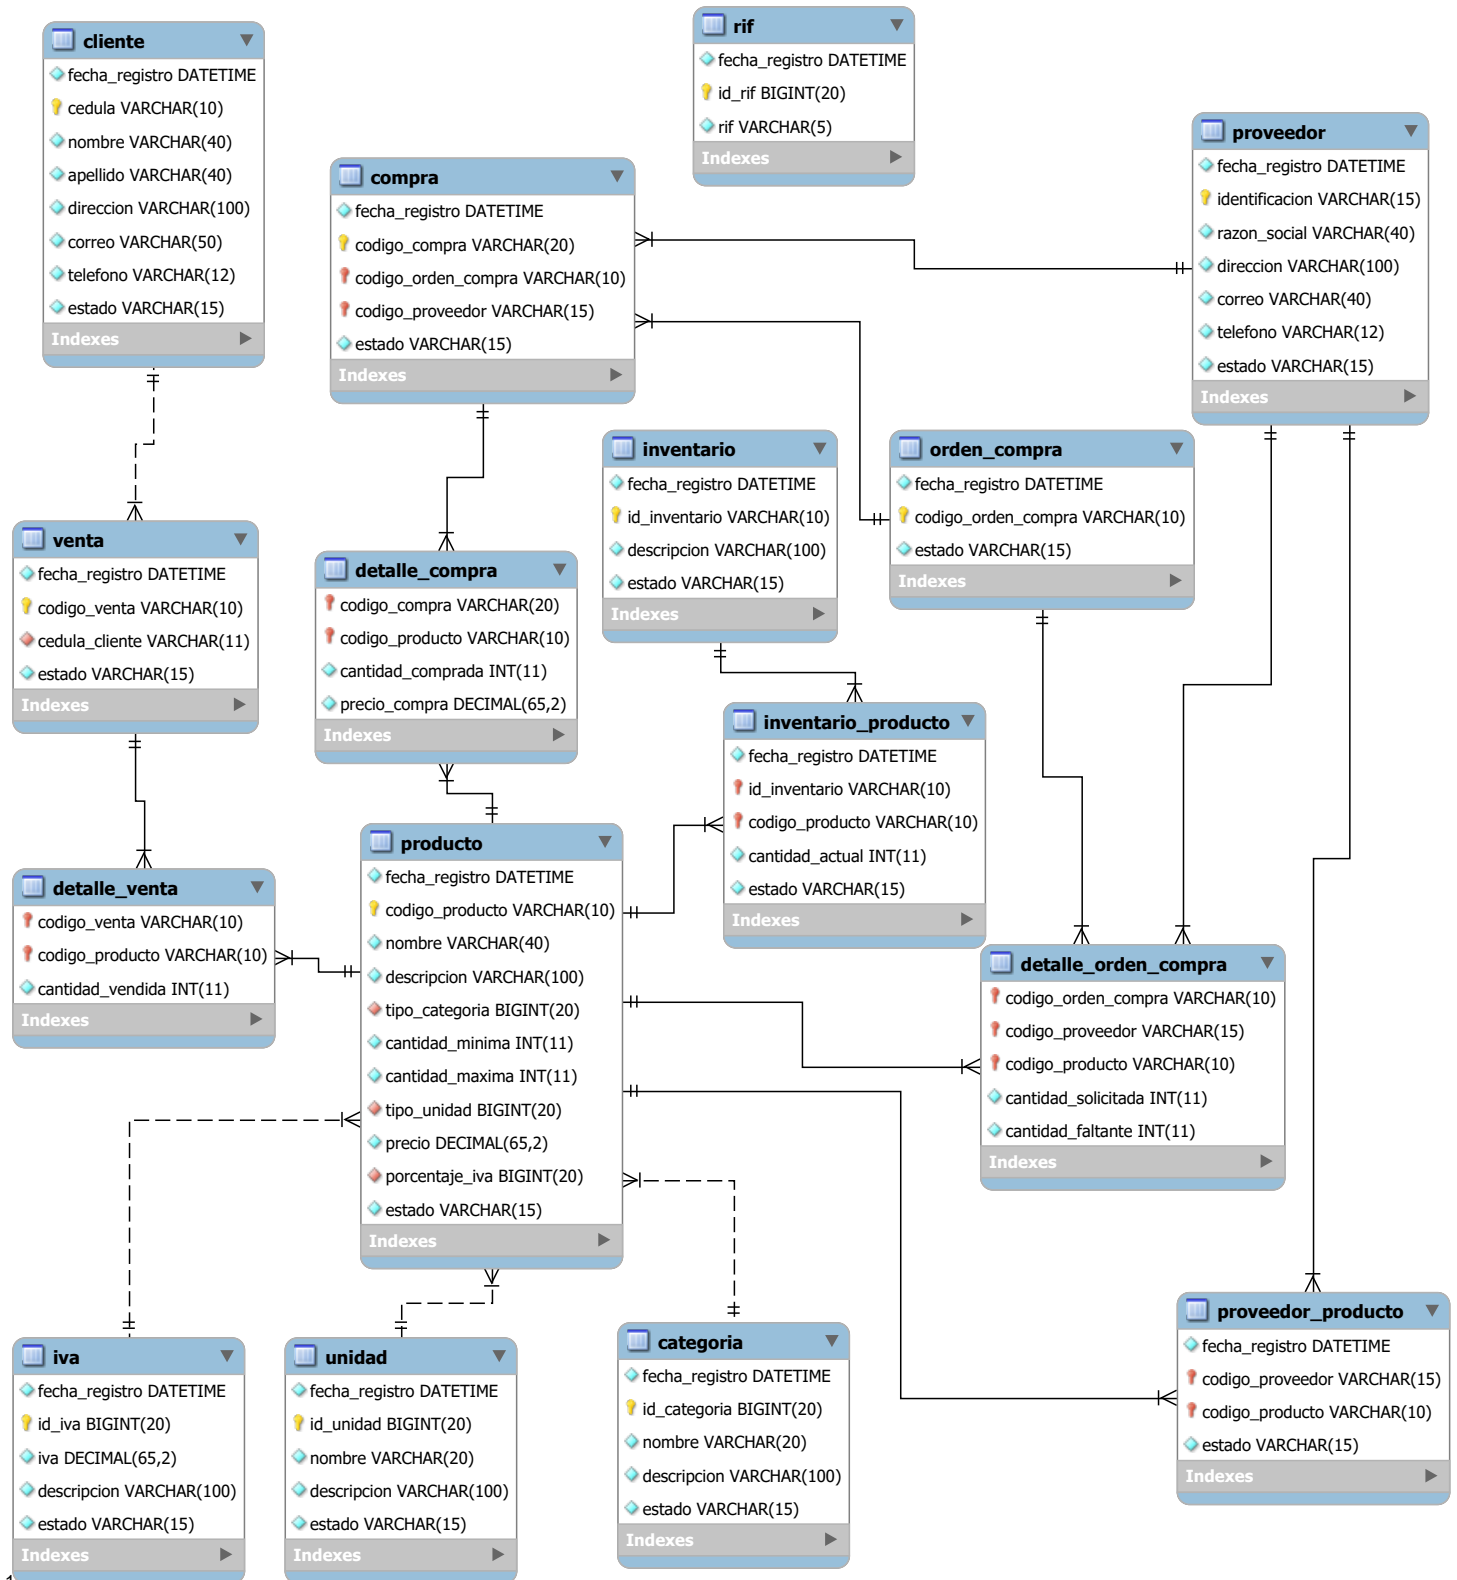 cliente
fecha_registro DATETIME
cedula VARCHAR(10)
nombre VARCHAR(40)
apellido VARCHAR(40)
direccion VARCHAR(100)
correo VARCHAR(50)
telefono VARCHAR(12)
estado VARCHAR(15)
Indexes
rif
fecha_registro DATETIME
id_rif BIGINT(20)
rif VARCHAR(5)
Indexes
proveedor
fecha_registro DATETIME
identificacion VARCHAR(15)
razon_social VARCHAR(40)
direccion VARCHAR(100)
correo VARCHAR(40)
telefono VARCHAR(12)
estado VARCHAR(15)
Indexes
compra
fecha_registro DATETIME
codigo_compra VARCHAR(20)
codigo_orden_compra VARCHAR(10)
codigo_proveedor VARCHAR(15)
estado VARCHAR(15)
Indexes
inventario
fecha_registro DATETIME
id_inventario VARCHAR(10)
descripcion VARCHAR(100)
estado VARCHAR(15)
Indexes
orden_compra
fecha_registro DATETIME
codigo_orden_compra VARCHAR(10)
estado VARCHAR(15)
Indexes
venta
fecha_registro DATETIME
codigo_venta VARCHAR(10)
cedula_cliente VARCHAR(11)
estado VARCHAR(15)
Indexes
detalle_compra
codigo_compra VARCHAR(20)
codigo_producto VARCHAR(10)
cantidad_comprada INT(11)
precio_compra DECIMAL(65,2)
Indexes
inventario_producto
fecha_registro DATETIME
id_inventario VARCHAR(10)
codigo_producto VARCHAR(10)
cantidad_actual INT(11)
estado VARCHAR(15)
Indexes
detalle_venta
codigo_venta VARCHAR(10)
codigo_producto VARCHAR(10)
cantidad_vendida INT(11)
Indexes
producto
fecha_registro DATETIME
codigo_producto VARCHAR(10)
nombre VARCHAR(40)
descripcion VARCHAR(100)
tipo_categoria BIGINT(20)
cantidad_minima INT(11)
cantidad_maxima INT(11)
tipo_unidad BIGINT(20)
precio DECIMAL(65,2)
porcentaje_iva BIGINT(20)
estado VARCHAR(15)
Indexes
detalle_orden_compra
codigo_orden_compra VARCHAR(10)
codigo_proveedor VARCHAR(15)
codigo_producto VARCHAR(10)
cantidad_solicitada INT(11)
cantidad_faltante INT(11)
Indexes
iva
fecha_registro DATETIME
id_iva BIGINT(20)
iva DECIMAL(65,2)
descripcion VARCHAR(100)
estado VARCHAR(15)
Indexes
unidad
fecha_registro DATETIME
id_unidad BIGINT(20)
nombre VARCHAR(20)
descripcion VARCHAR(100)
estado VARCHAR(15)
Indexes
categoria
fecha_registro DATETIME
id_categoria BIGINT(20)
nombre VARCHAR(20)
descripcion VARCHAR(100)
estado VARCHAR(15)
Indexes
proveedor_producto
fecha_registro DATETIME
codigo_proveedor VARCHAR(15)
codigo_producto VARCHAR(10)
estado VARCHAR(15)
Indexes